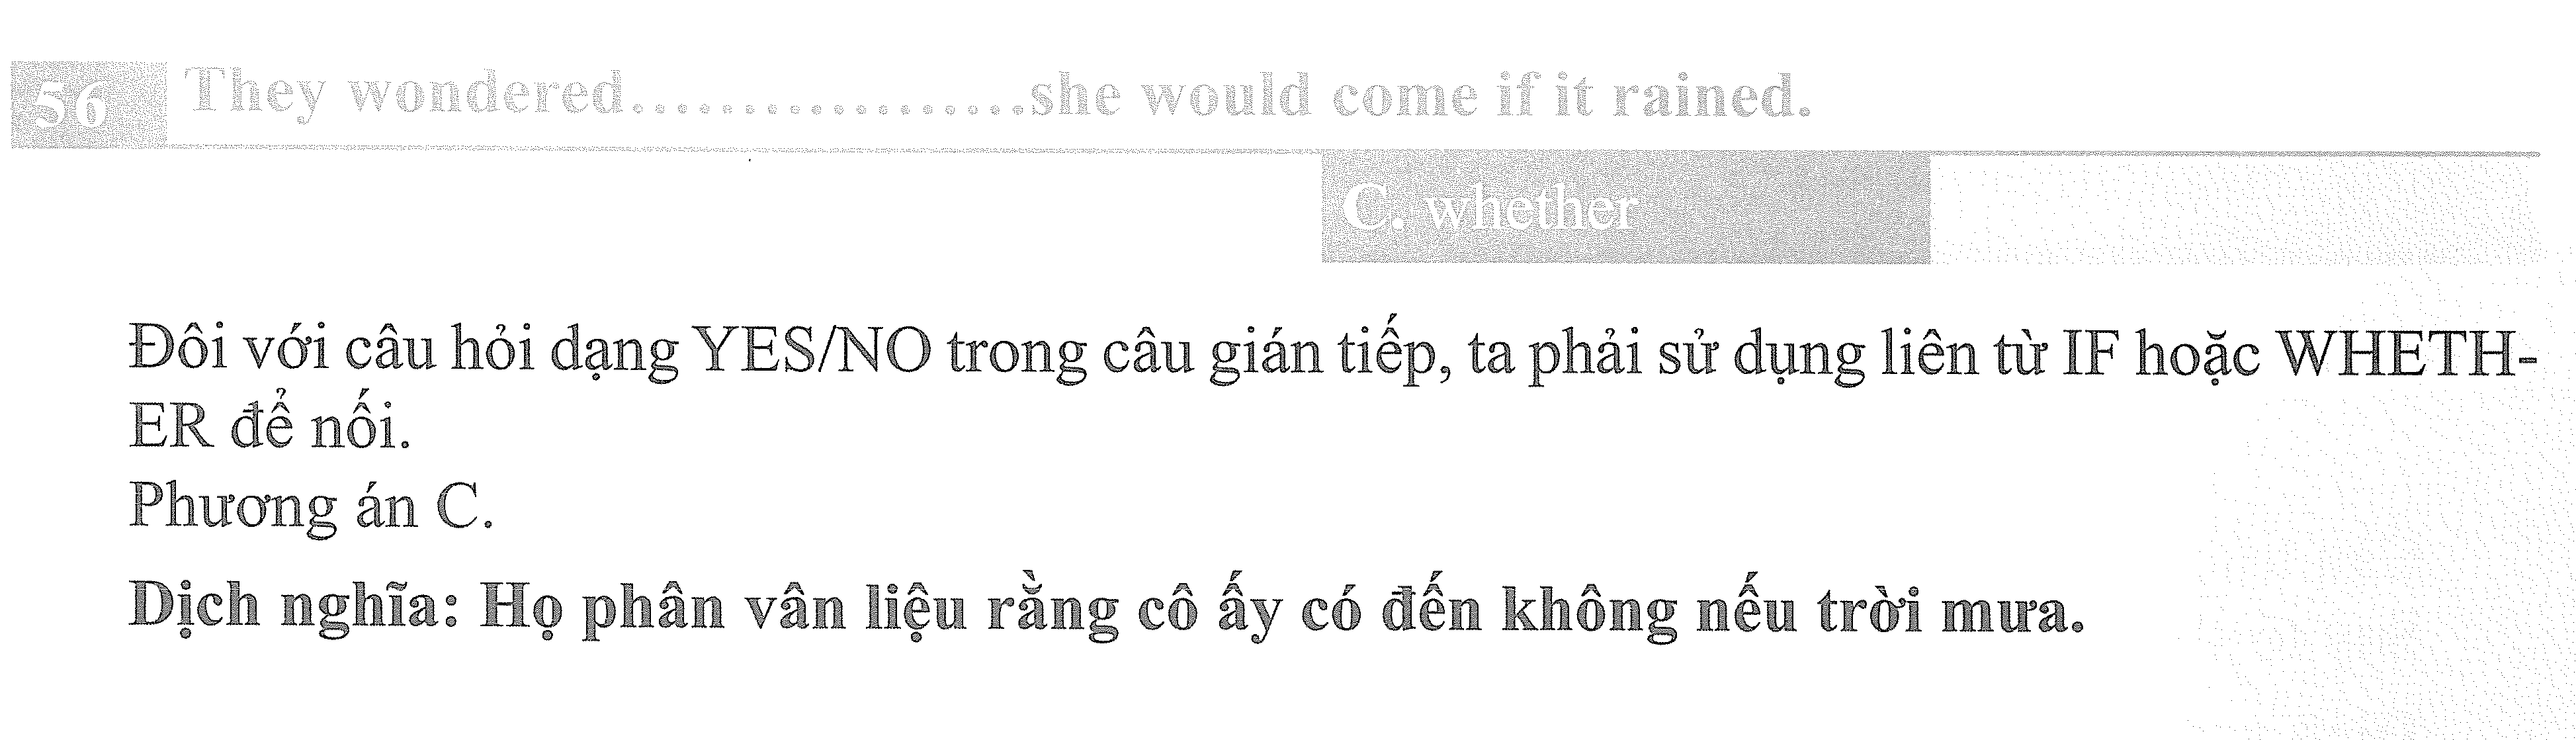 56 They wondered..................she would come if it rained.
C. whether
Đôi với câu hỏi dạng YES/NO trong câu gián tiếp, ta phải sử dụng liên từ IF hoặc WHETH-
ER để nối.
Phương án C.
Dịch nghĩa: Họ phân vân liệu rằng cô ấy có đến không nếu trời mưa.